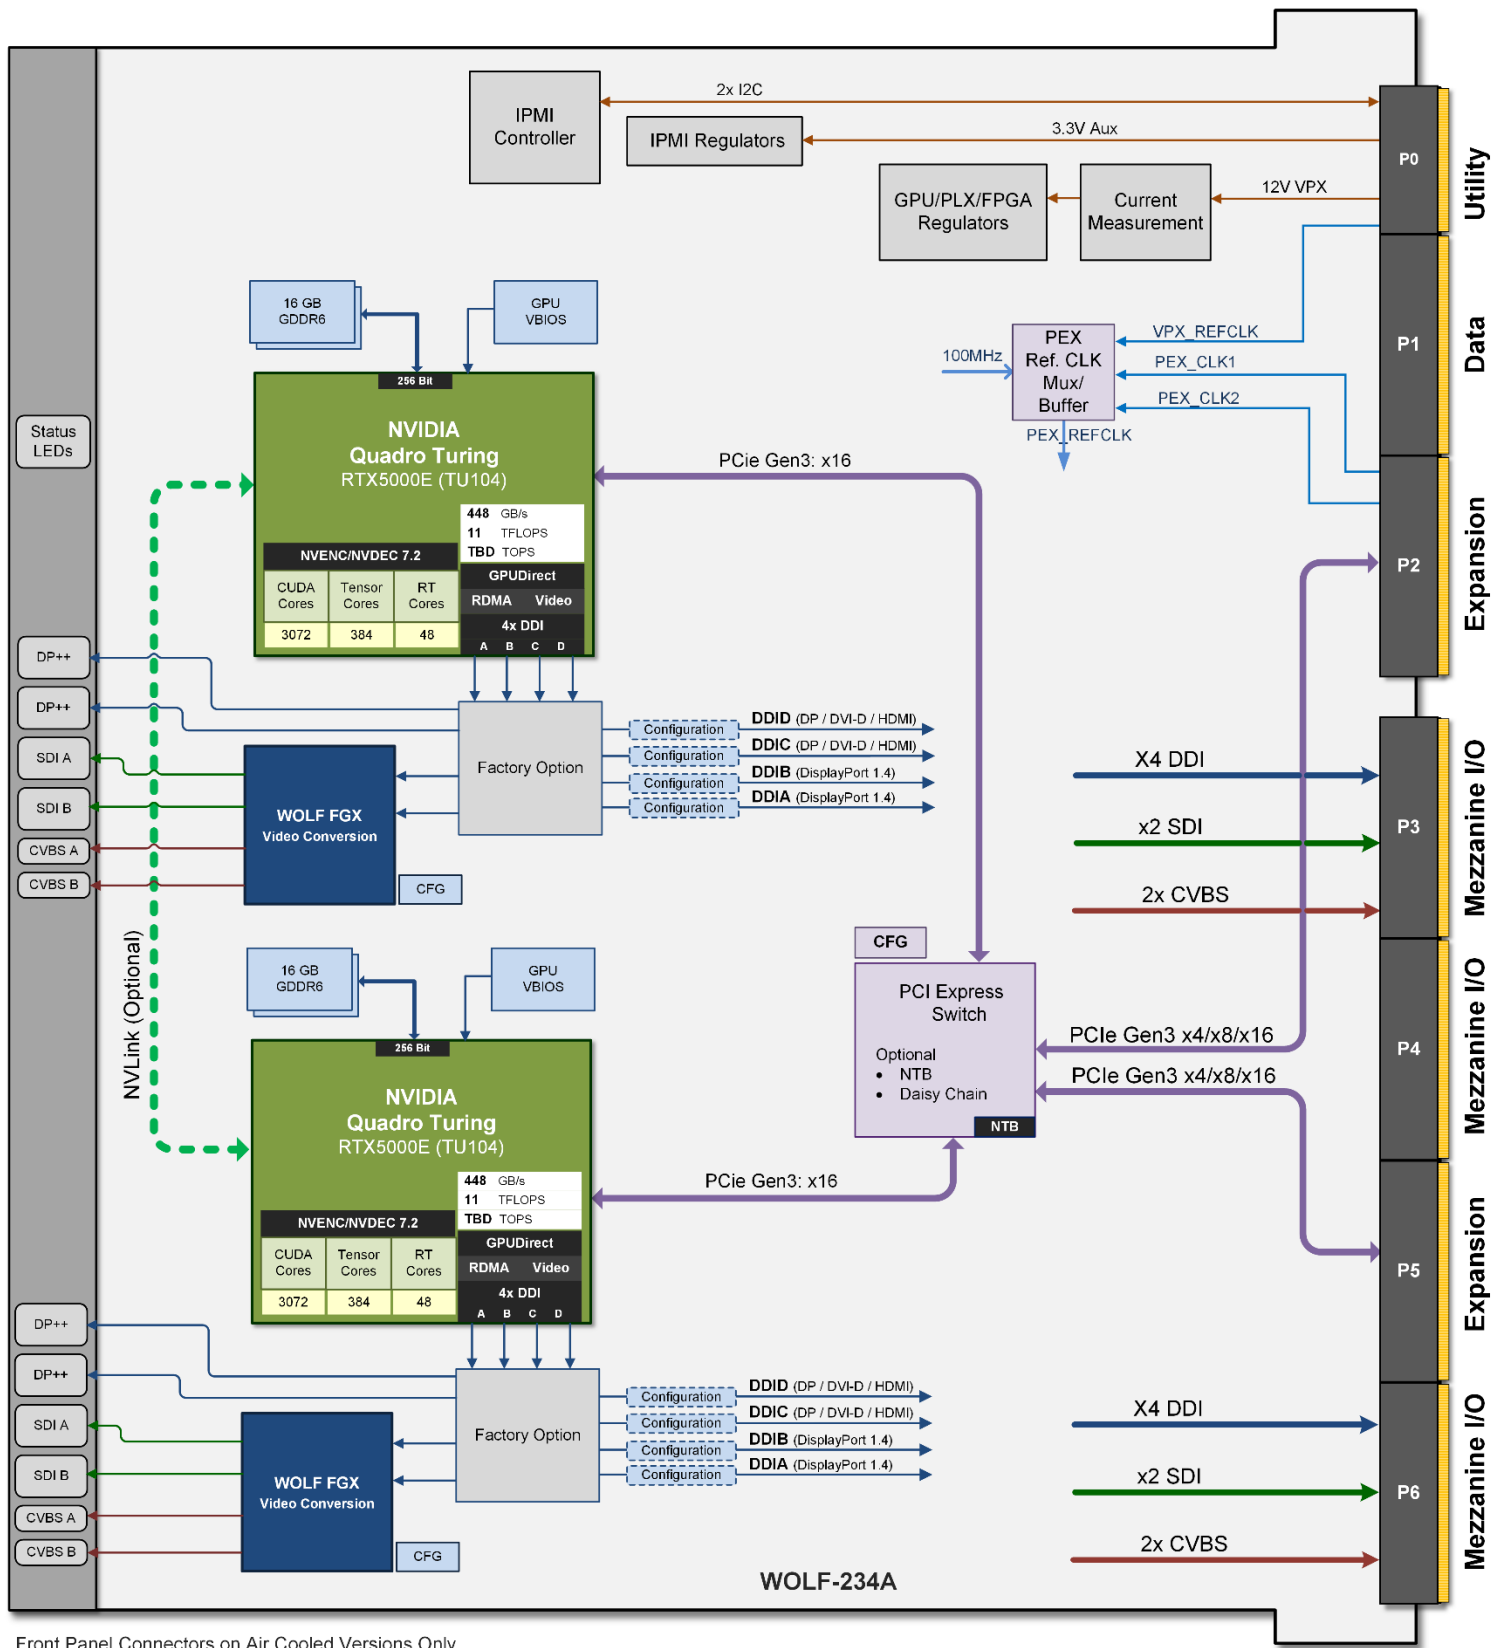 2x I2C
IPMI
Controller
IPMI Regulators
3.3V Aux
P0
Utility
GPU/PLX/FPGA
Regulators
Current
Measurement
12V VPX
16 GB
GDDR6
GPU
VBIOS
PEX
Ref. CLK
Mux/
Buffer
100MHz
VPX_REFCLK
PEX_CLK1
PEX_CLK2
PEX_REFCLK
P1
Data
Status
LEDs
256 Bit
NVIDIA
Quadro Turing
RTX5000E (TU104)
448 GB/s
11 TFLOPS
TBD TOPS
NVENC/NVDEC 7.2
CUDA
Cores
Tensor
Cores
RT
Cores
3072
384
48
GPUDirect
RDMA Video
4x DDI
A B C D
PCie Gen3: x16
P2
Expansion
DP++
DP++
SDI A
SDI B
CVBS A
CVBS B
WOLF FGX
Video Conversion
CFG
Factory Option
Configuration DDID (DP / DVI-D / HDMI)
Configuration DDIC (DP / DVI-D / HDMI)
Configuration DDIB (DisplayPort 1.4)
Configuration DDIA (DisplayPort 1.4)
X4 DDI
x2 SDI
2x CVBS
P3
Mezzanine I/O
NVLink (Optional)
CFG
PCI Express
Switch
Optional
• NTB
• Daisy Chain
NTB
PCIe Gen3 x4/x8/x16
PCIe Gen3 x4/x8/x16
P4
Mezzanine I/O
16 GB
GDDR6
GPU
VBIOS
256 Bit
NVIDIA
Quadro Turing
RTX5000E (TU104)
448 GB/s
11 TFLOPS
TBD TOPS
NVENC/NVDEC 7.2
CUDA
Cores
Tensor
Cores
RT
Cores
3072
384
48
GPUDirect
RDMA Video
4x DDI
A B C D
PCie Gen3: x16
P5
Expansion
DP++
DP++
SDI A
SDI B
CVBS A
CVBS B
WOLF FGX
Video Conversion
CFG
Factory Option
Configuration DDID (DP / DVI-D / HDMI)
Configuration DDIC (DP / DVI-D / HDMI)
Configuration DDIB (DisplayPort 1.4)
Configuration DDIA (DisplayPort 1.4)
X4 DDI
x2 SDI
2x CVBS
P6
Mezzanine I/O
WOLF-234A
Front Panel Connectors on Air Cooled Versions Only